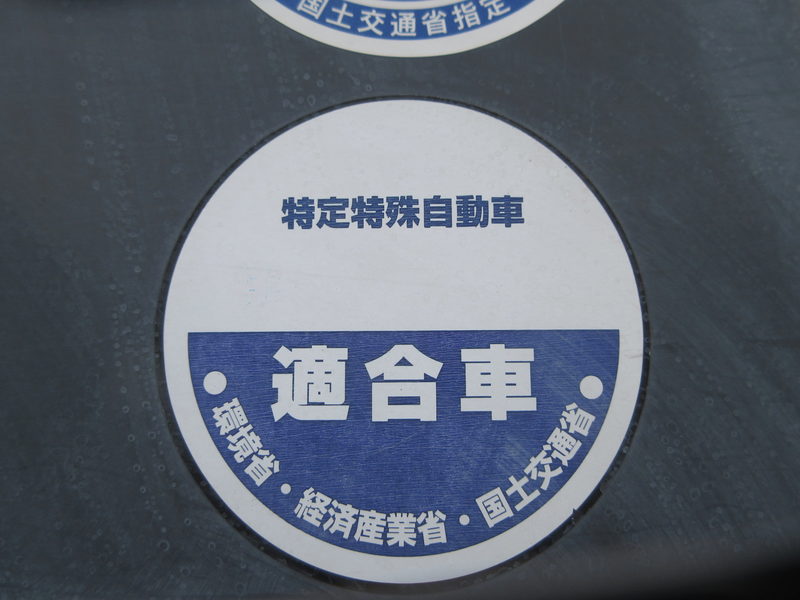 国土交通省指定
特定特殊自動車
適合車
環境省・経済産業省・国土交通省